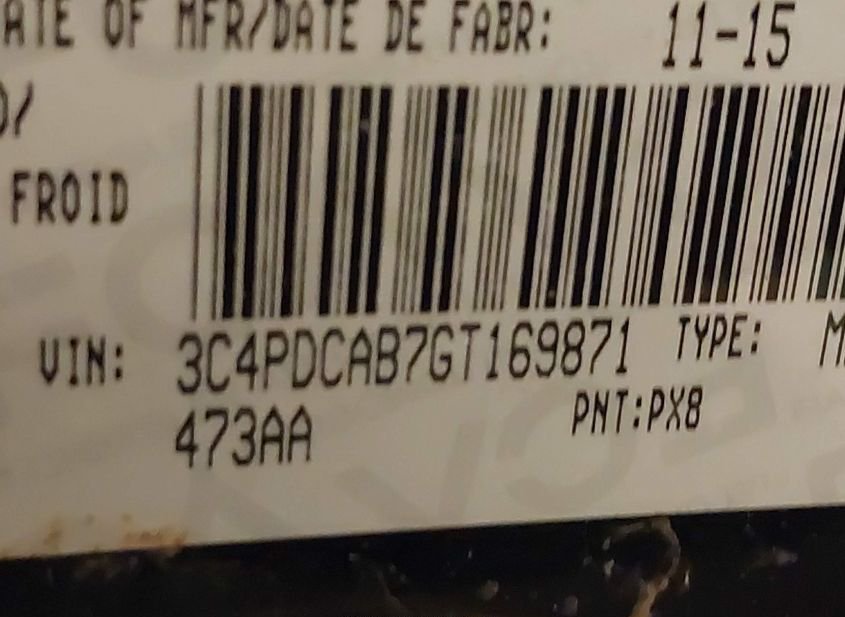 ATE OF MFR/DATE DE FABR: 11-15
D/
FROID
VIN: 3C4PDCAB7GT169871 TYPE: M
473AA PNT:PX8